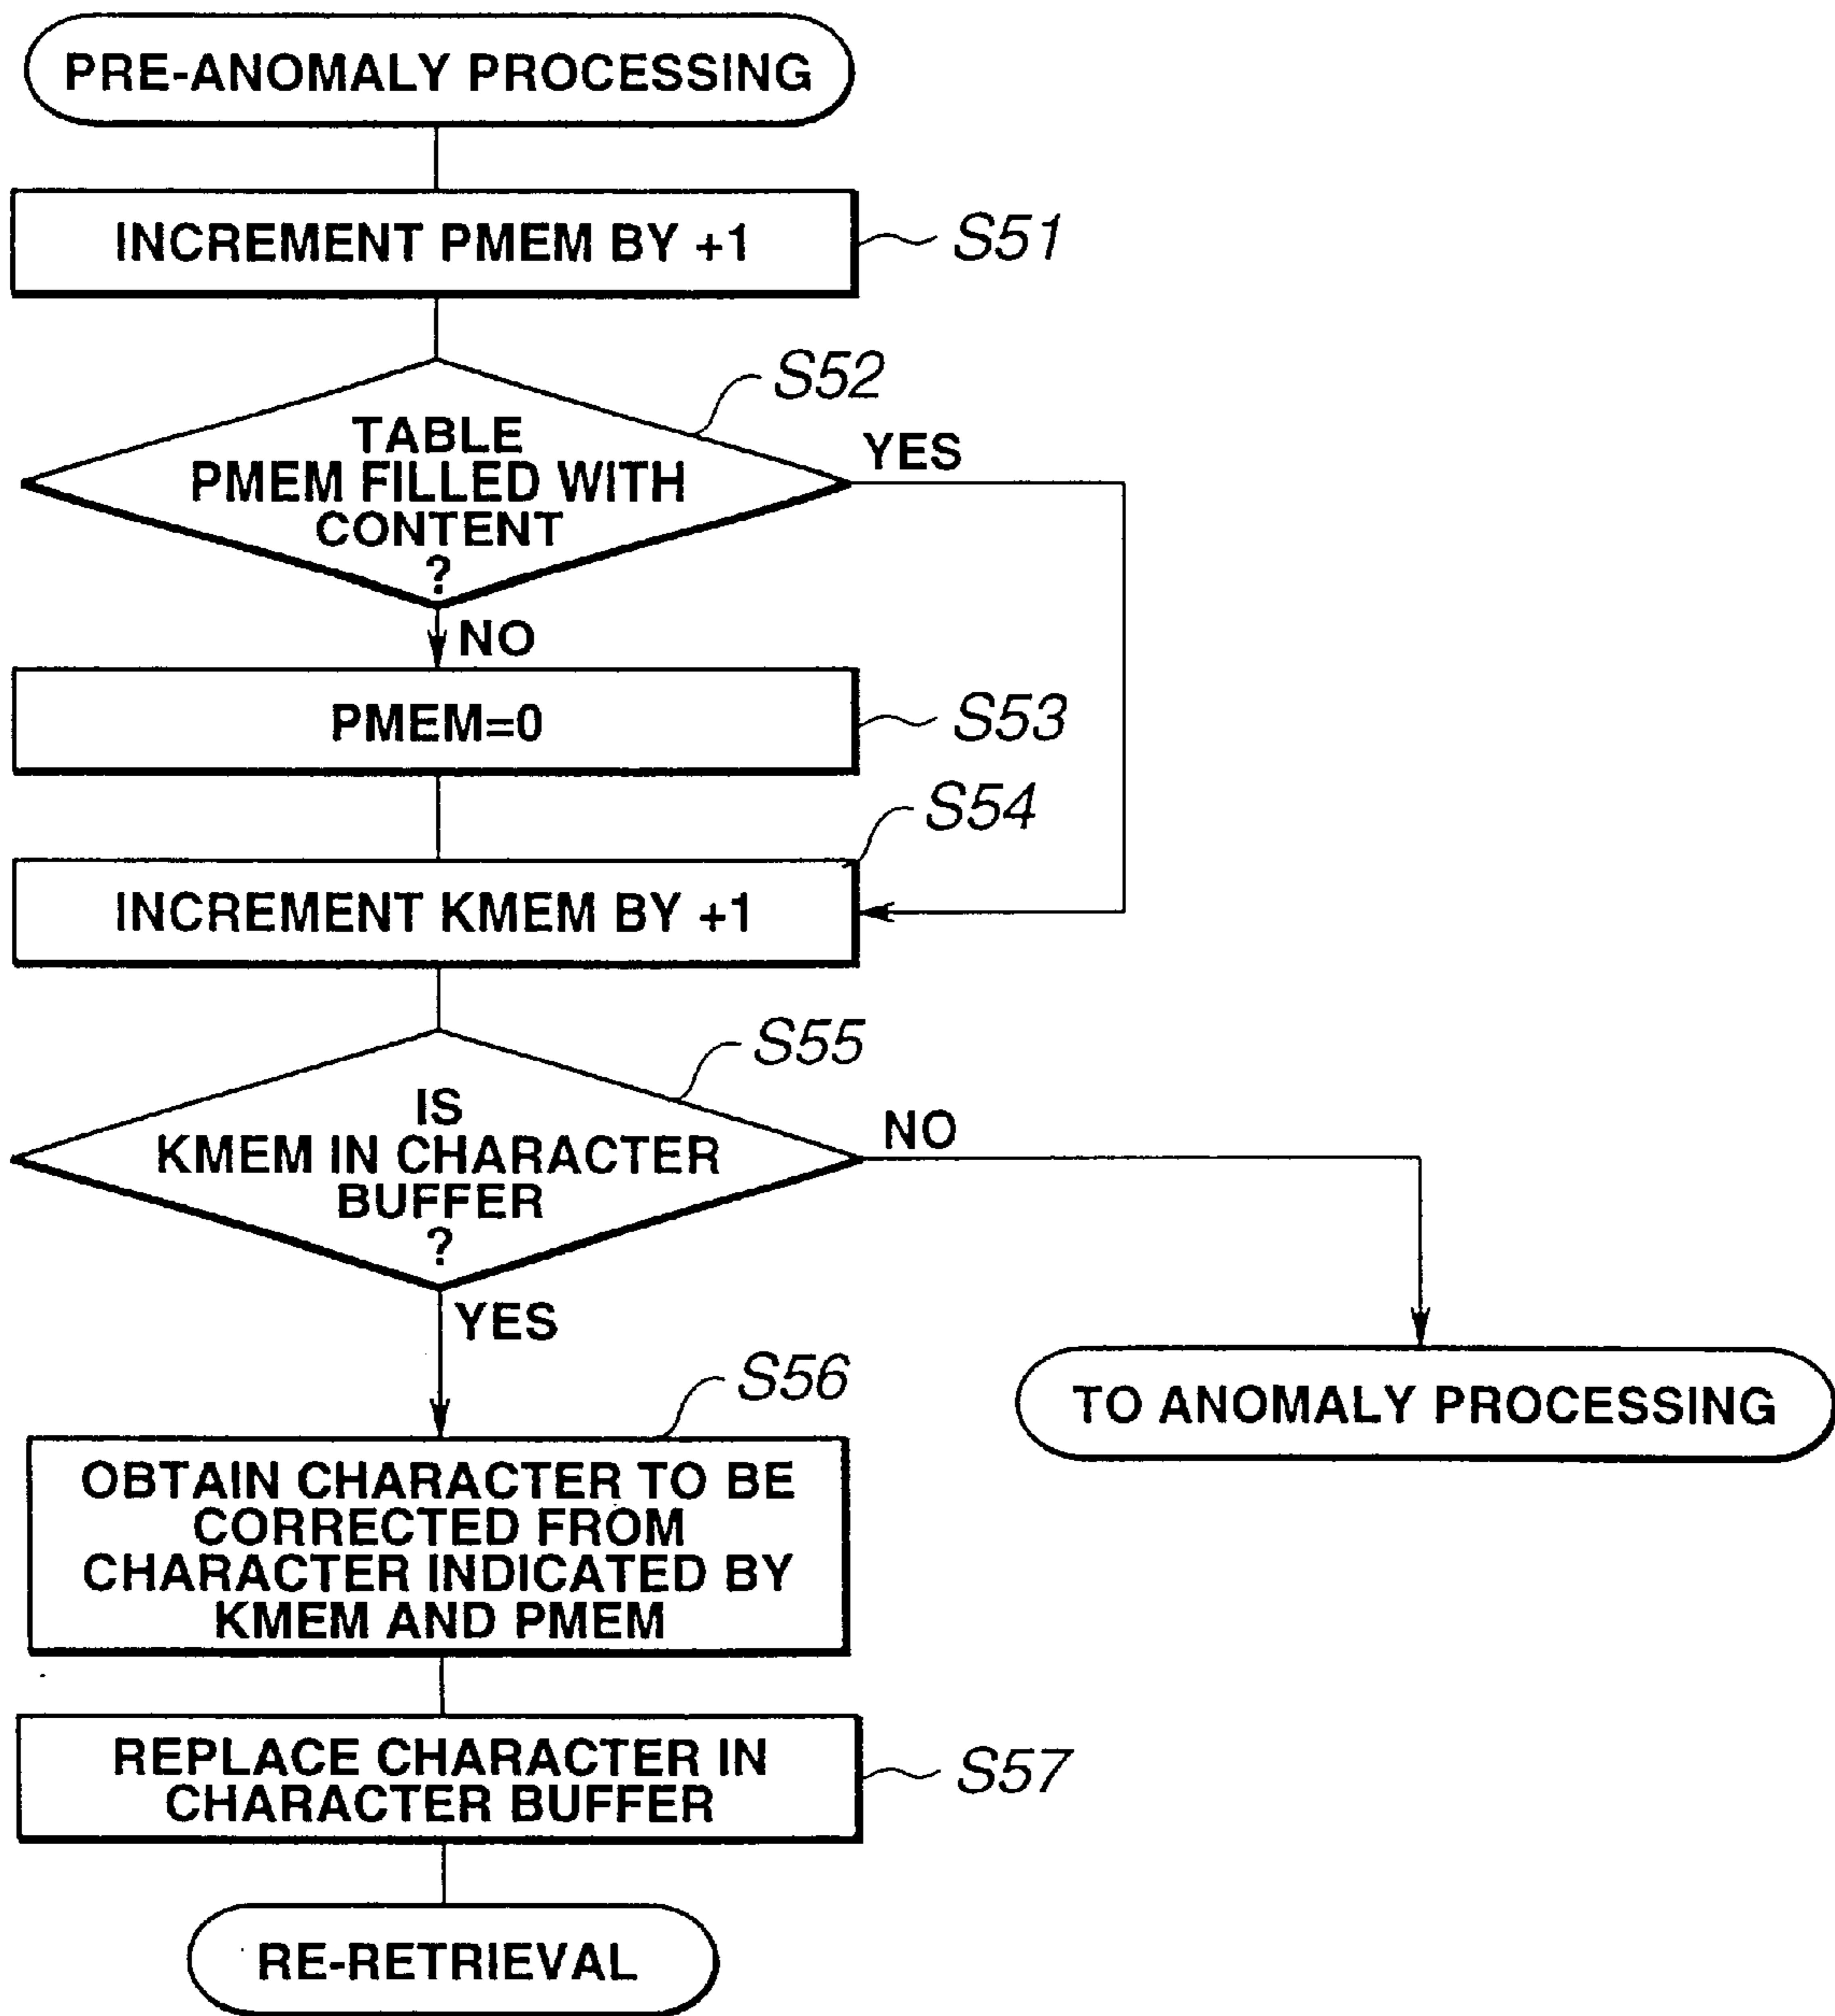 PRE-ANOMALY PROCESSING
INCREMENT PMEM BY +1
S51
S52
TABLE
PMEM FILLED WITH
CONTENT
?
YES
NO
PMEM=0
S53
S54
INCREMENT KMEM BY +1
S55
IS
KMEM IN CHARACTER
BUFFER
?
NO
YES
TO ANOMALY PROCESSING
S56
OBTAIN CHARACTER TO BE
CORRECTED FROM
CHARACTER INDICATED BY
KMEM AND PMEM
REPLACE CHARACTER IN
CHARACTER BUFFER
S57
RE-RETRIEVAL